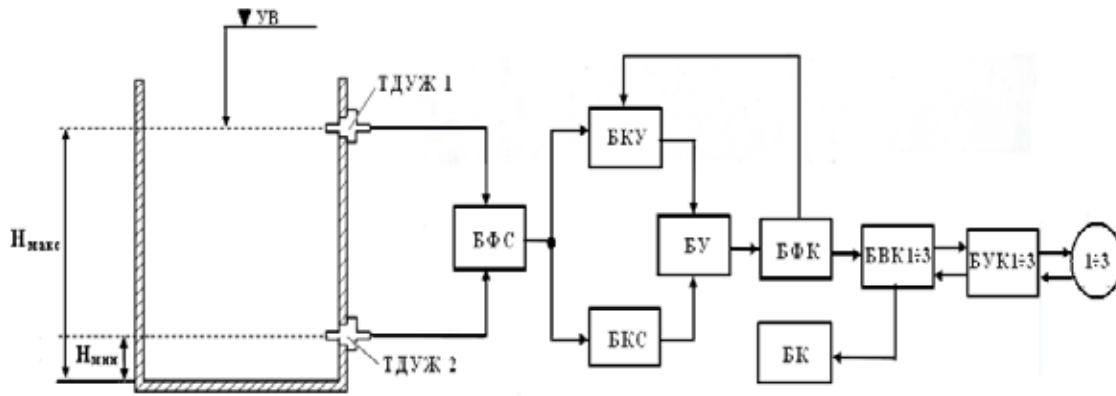 УВ
ТДУЖ 1
БКУ
Hмакс
БФС
БУ
БФК
БВК1÷3
БУК1÷3
1÷3
Hмин
ТДУЖ 2
БКС
БК